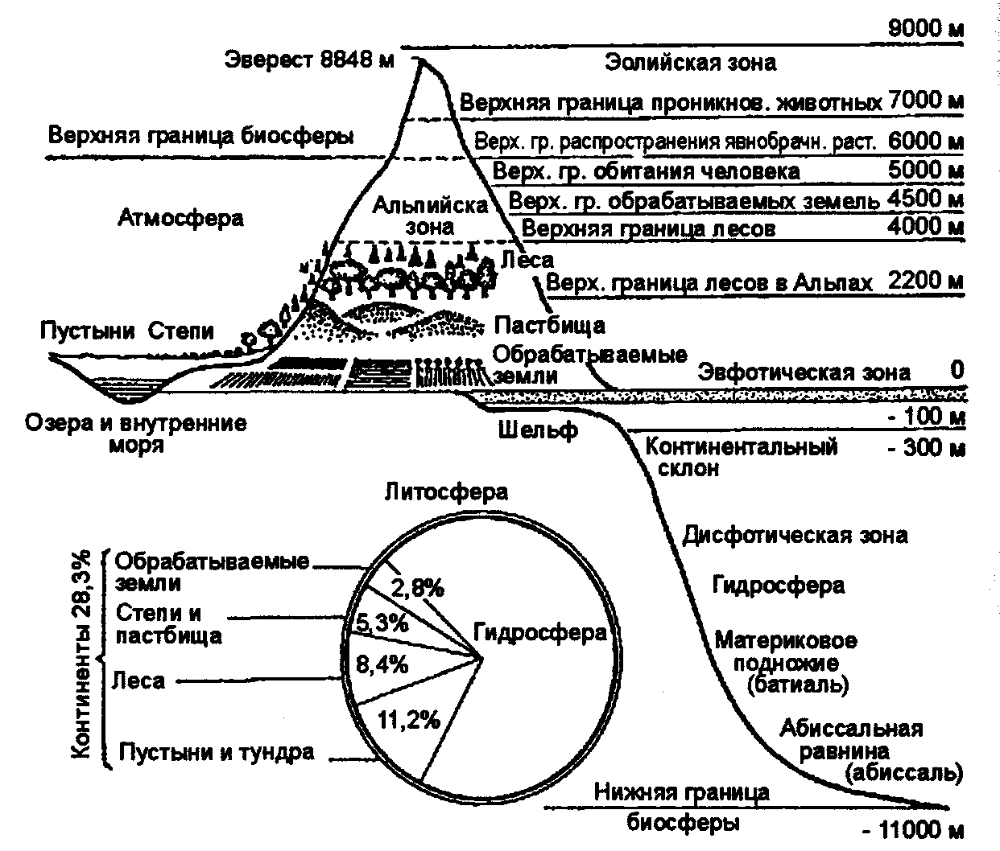 9000 м
Эверест 8848 м
Эолийская зона
Верхняя граница проникнов. животных 7000 м
Верхняя граница биосферы
Верх. гр. распространения явнобрачн. раст. 6000 м
Верх. гр. обитания человека 5000 м
Атмосфера
Альпийска
зона
Верх. гр. обрабатываемых земель 4500 м
Верхняя граница лесов 4000 м
Леса
Верх. граница лесов в Альпах 2200 м
Пустыни Степи
Пастбища
Обрабатываемые
земли
Эвфотическая зона 0
Озера и внутренние
моря
Шельф
- 100 м
Континентальный
склон
- 300 м
Литосфера
Дисфотическая зона
Гидросфера
Материковое
подножие
(батиаль)
Абиссальная
равнина
(абиссаль)
Континенты 28,3%
Обрабатываемые
земли
2,8%
Степи и
пастбища
5,3%
Гидросфера
Леса
8,4%
11,2%
Пустыни и тундра
Нижняя граница
биосферы
- 11000 м